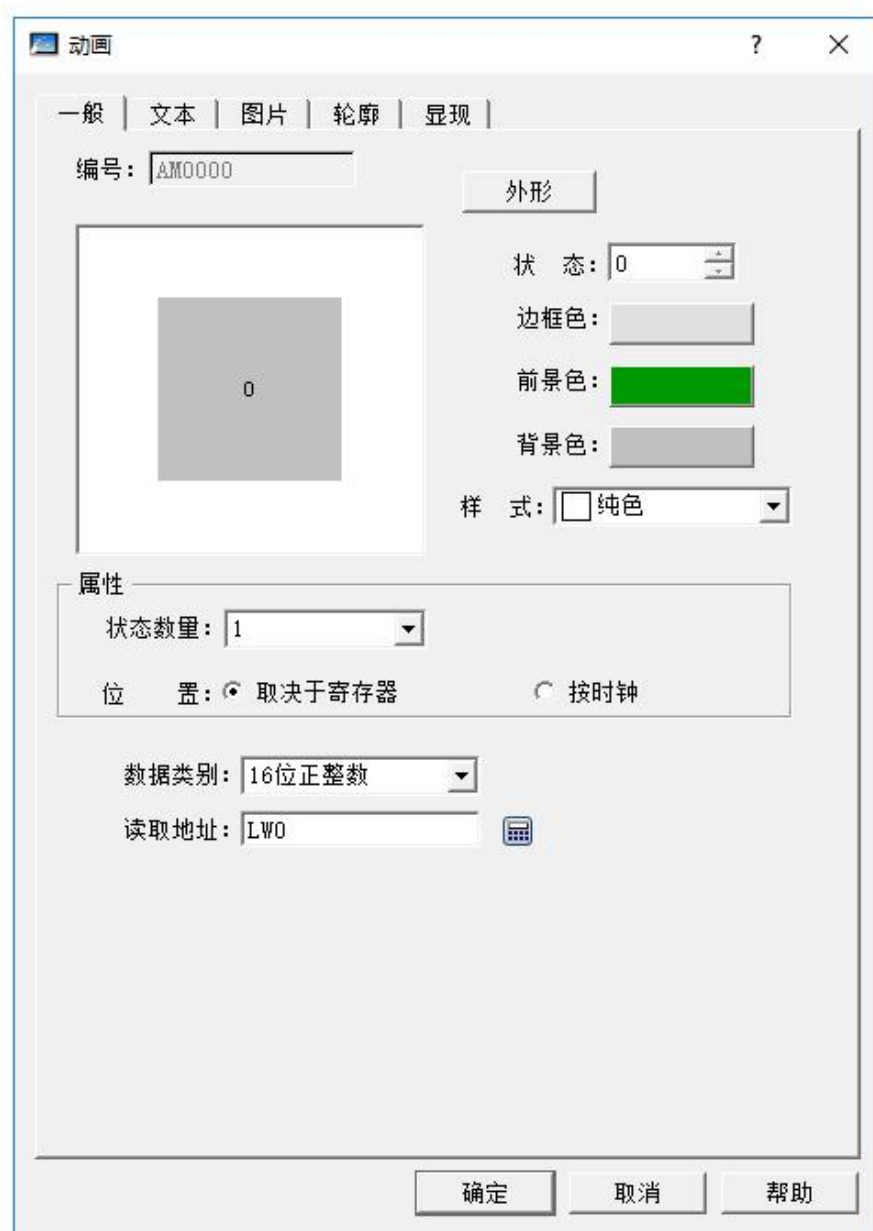 动画 ?
一般 文本 图片 轮廓 显现
编号: AM0000
外形
0
状 态: 0
边框色:
前景色:
背景色:
样 式: 纯色
属性
状态数量: 1
位 置: 取决于寄存器 按时钟
数据类别: 16位正整数
读取地址: LW0
确定 取消 帮助